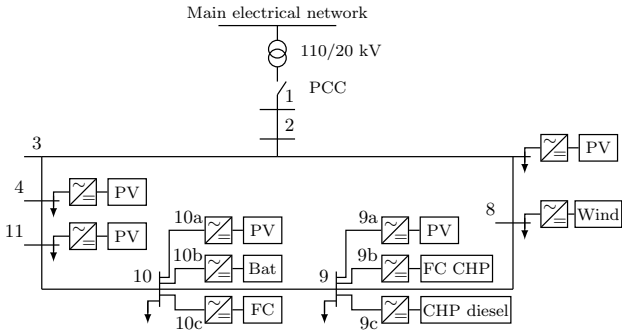 Main electrical network
110/20 kV
PCC
1
2
3
PV
4
PV
8
Wind
11
PV
10a
PV
9a
PV
10b
Bat
9b
FC CHP
10
9
10c
FC
9c
CHP diesel